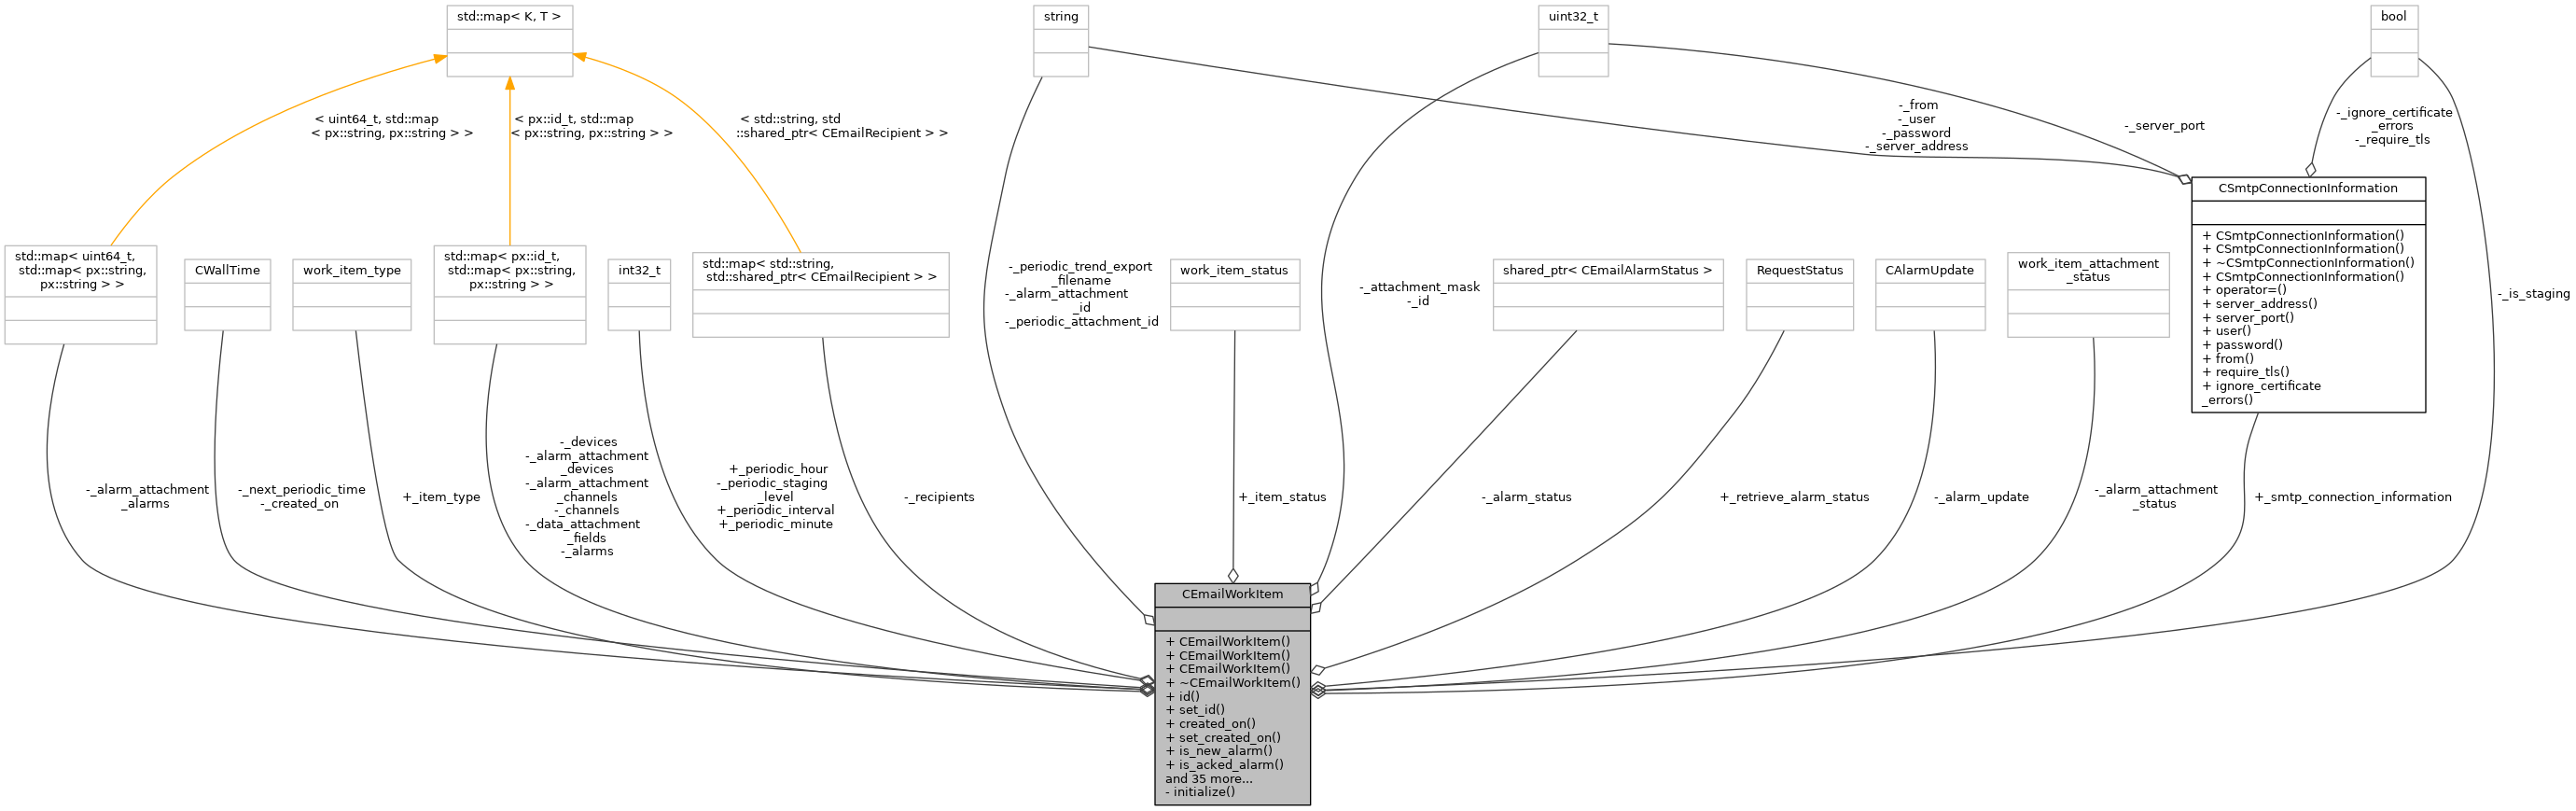 std::map< K, T >
string
uint32_t
bool
< uint64_t, std::map
< px::string, px::string > >
< px::id_t, std::map
< px::string, px::string > >
< std::string, std
::shared_ptr< CEmailRecipient > >
-_from
-_user
-_password
-_server_address
-_server_port
-_ignore_certificate
_errors
-_require_tls
CSmtpConnectionInformation
+ CSmtpConnectionInformation()
+ CSmtpConnectionInformation()
+ ~CSmtpConnectionInformation()
+ CSmtpConnectionInformation()
+ operator=()
+ server_address()
+ server_port()
+ user()
+ password()
+ from()
+ require_tls()
+ ignore_certificate
_errors()
std::map< uint64_t,
std::map< px::string,
px::string > >
CWallTime
work_item_type
std::map< px::id_t,
std::map< px::string,
px::string > >
int32_t
std::map< std::string,
std::shared_ptr< CEmailRecipient > >
-_periodic_trend_export
_filename
-_alarm_attachment
_id
-_periodic_attachment_id
work_item_status
-_attachment_mask
-_id
shared_ptr< CEmailAlarmStatus >
RequestStatus
CAlarmUpdate
work_item_attachment
_status
-_is_staging
-_alarm_attachment
_alarms
-_next_periodic_time
-_created_on
+_item_type
-_devices
-_alarm_attachment
_devices
-_alarm_attachment
_channels
-_channels
-_data_attachment
_fields
-_alarms
+_periodic_hour
-_periodic_staging
_level
+_periodic_interval
+_periodic_minute
-_recipients
+_item_status
-_alarm_status
+_retrieve_alarm_status
-_alarm_update
-_alarm_attachment
_status
+_smtp_connection_information
CEmailWorkItem
+ CEmailWorkItem()
+ CEmailWorkItem()
+ CEmailWorkItem()
+ ~CEmailWorkItem()
+ id()
+ set_id()
+ created_on()
+ set_created_on()
+ is_new_alarm()
+ is_acked_alarm()
and 35 more...
- initialize()